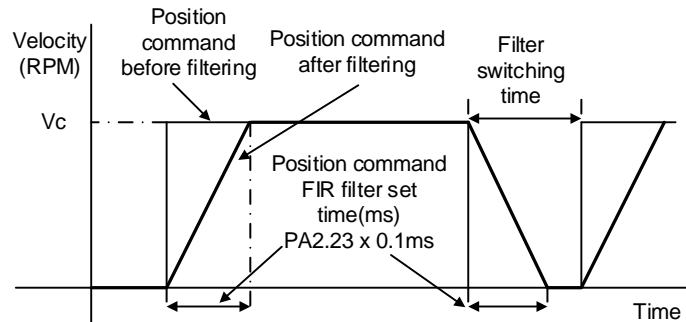 Velocity
(RPM)
Position
command
before filtering
Position command
after filtering
Filter
switching
time
Vc
Position command
FIR filter set
time(ms)
PA2.23 x 0.1ms
Time